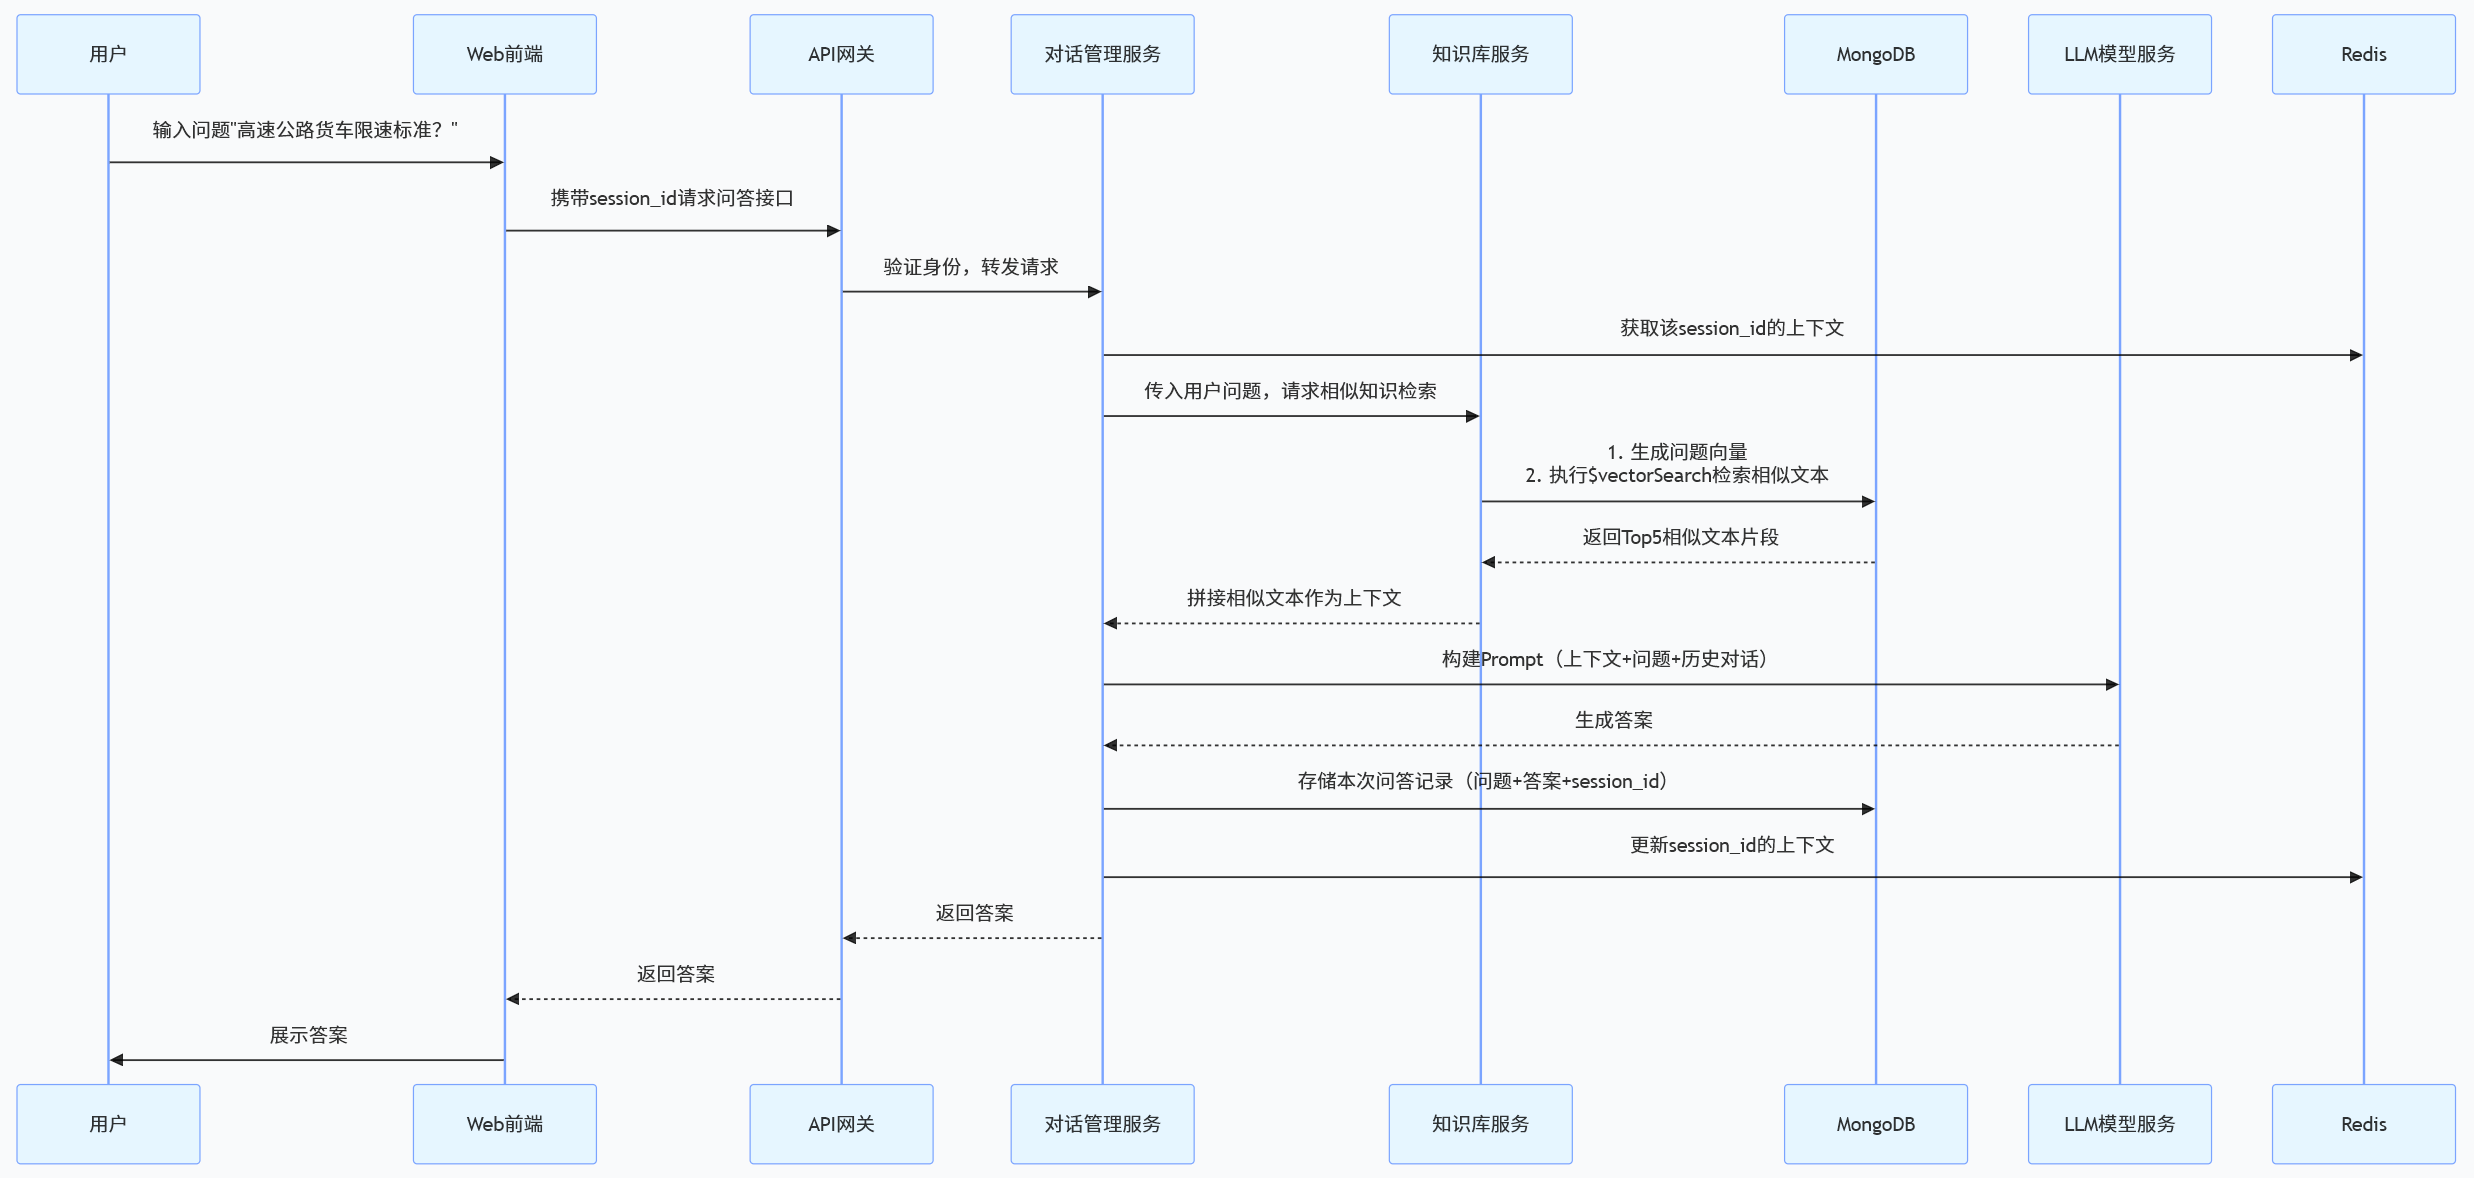 用户
Web前端
API网关
对话管理服务
知识库服务
MongoDB
LLM模型服务
Redis
输入问题"高速公路货车限速标准？"
携带session_id请求问答接口
验证身份，转发请求
获取该session_id的上下文
传入用户问题，请求相似知识检索
1. 生成问题向量
2. 执行$vectorSearch检索相似文本
返回Top5相似文本片段
拼接相似文本作为上下文
构建Prompt（上下文+问题+历史对话）
生成答案
存储本次问答记录（问题+答案+session_id）
更新session_id的上下文
返回答案
返回答案
展示答案
用户
Web前端
API网关
对话管理服务
知识库服务
MongoDB
LLM模型服务
Redis